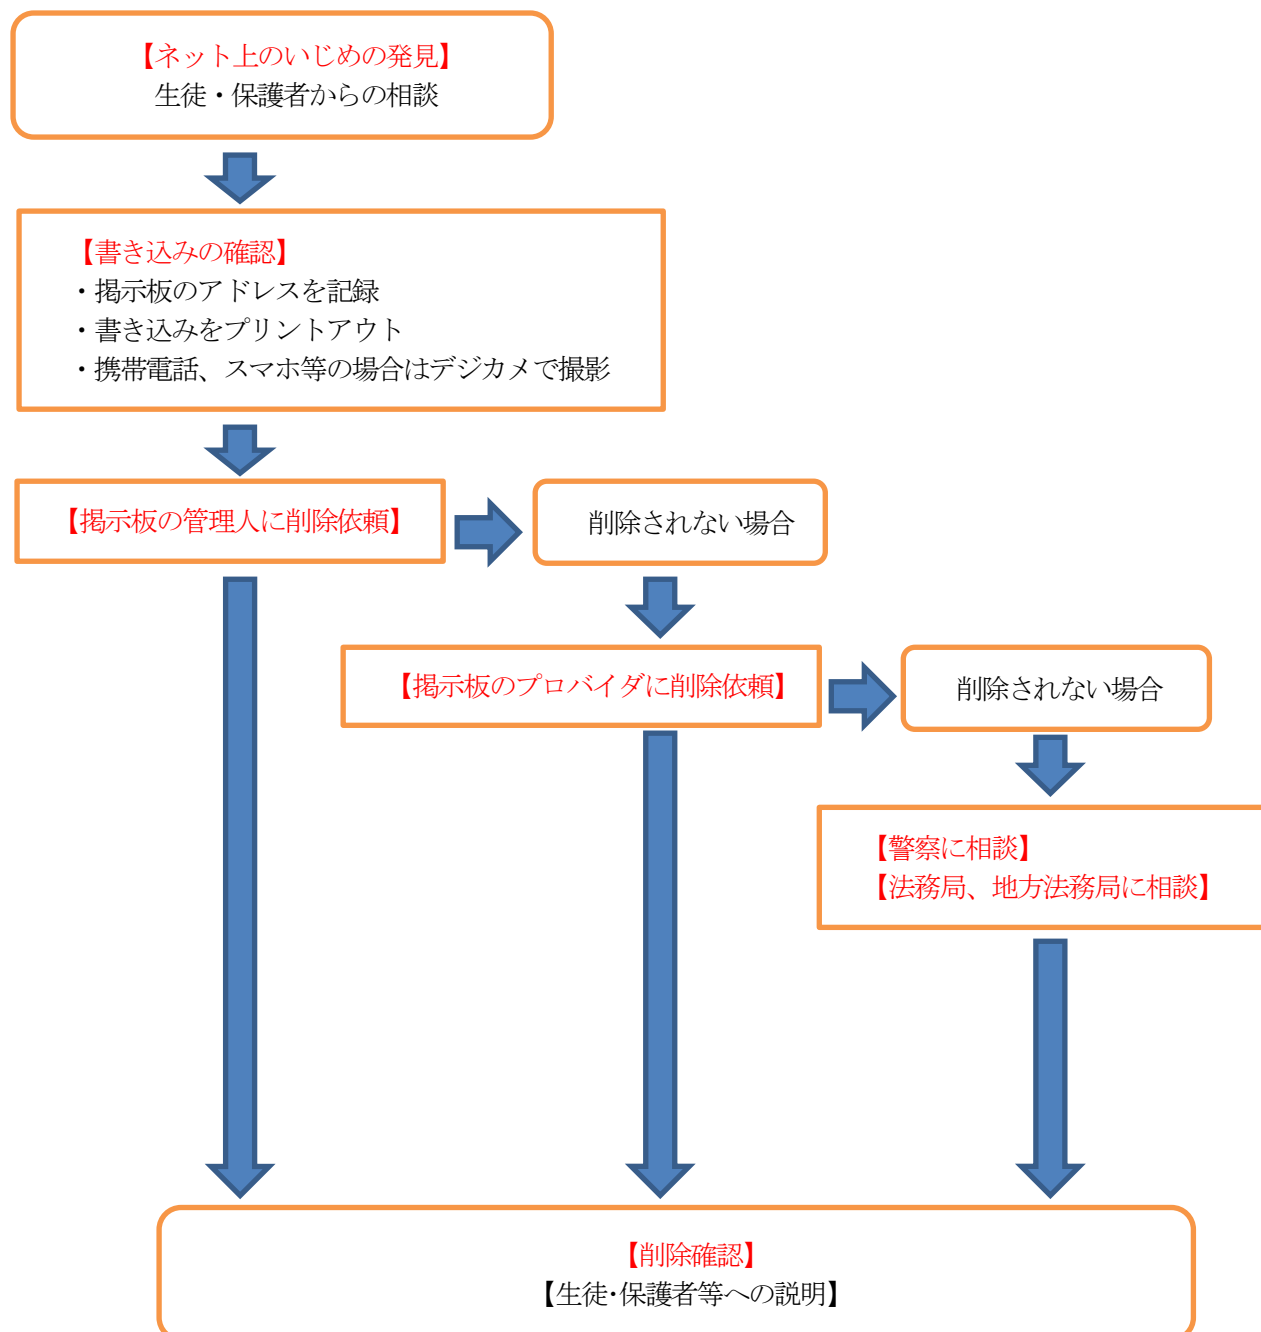 【ネット上のいじめの発見】
生徒・保護者からの相談
【書き込みの確認】
・掲示板のアドレスを記録
・書き込みをプリントアウト
・携帯電話、スマホ等の場合はデジカメで撮影
【掲示板の管理人に削除依頼】
削除されない場合
【掲示板のプロバイダに削除依頼】
削除されない場合
【警察に相談】
【法務局、地方法務局に相談】
【削除確認】
【生徒・保護者等への説明】